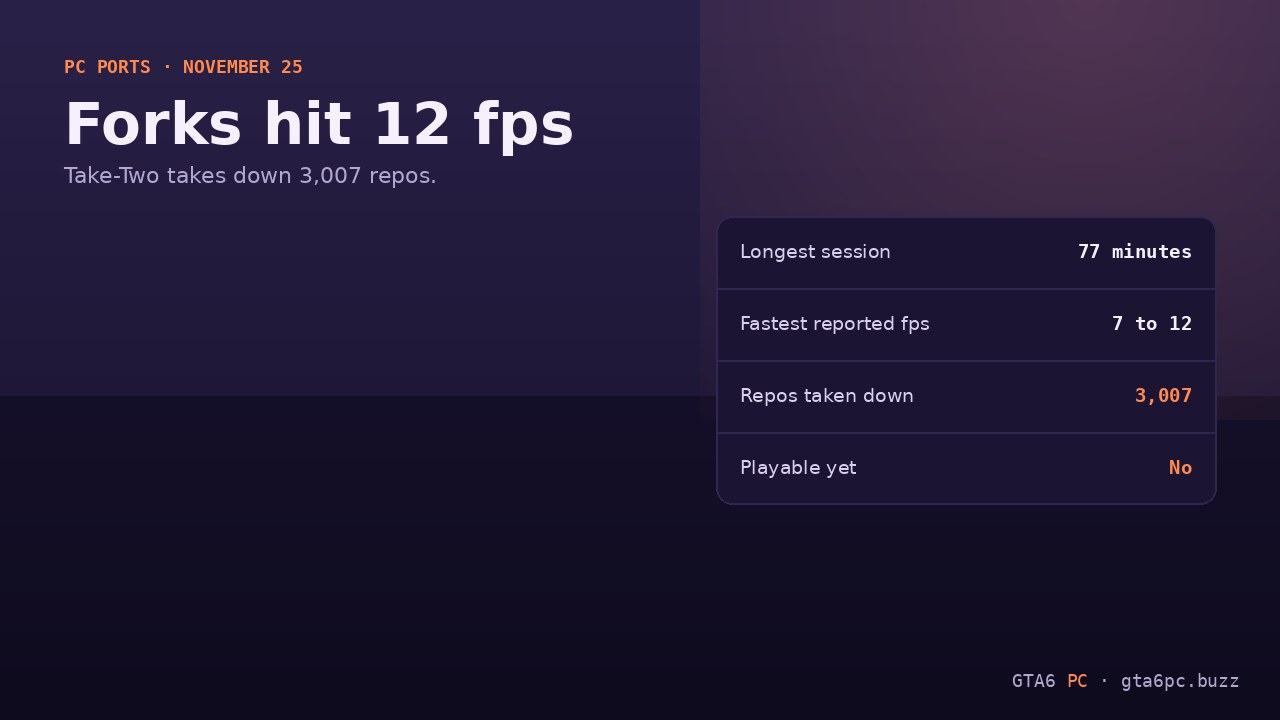 PC PORTS · NOVEMBER 25
Forks hit 12 fps
Take-Two takes down 3,007 repos.
Longest session 77 minutes
Fastest reported fps 7 to 12
Repos taken down 3,007
Playable yet No
GTA6 PC · gta6pc.buzz